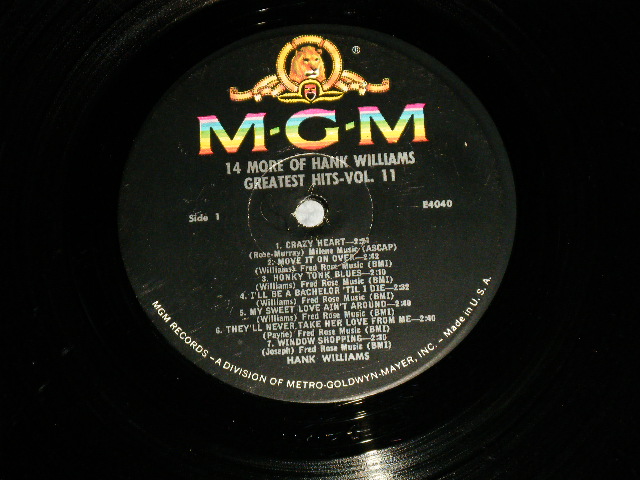 ®
M·G·M
14 MORE OF HANK WILLIAMS
GREATEST HITS-VOL. 11
Side 1
E4040
1. CRAZY HEART—2:24
(Rose-Murray) Milene Music (ASCAP)
2. MOVE IT ON OVER—2:42
(Williams) Fred Rose Music (BMI)
3. HONKY TONK BLUES—2:10
(Williams) Fred Rose Music (BMI)
4. I'LL BE A BACHELOR 'TIL I DIE—2:32
(Williams) Fred Rose Music (BMI)
5. MY SWEET LOVE AIN'T AROUND—2:40
(Williams) Fred Rose Music (BMI)
6. THEY'LL NEVER TAKE HER LOVE FROM ME—2:40
(Payne) Fred Rose Music (BMI)
7. WINDOW SHOPPING—2:30
(Joseph) Fred Rose Music (BMI)
HANK WILLIAMS
MGM RECORDS – A DIVISION OF METRO-GOLDWYN-MAYER, INC. – Made in U.S.A.